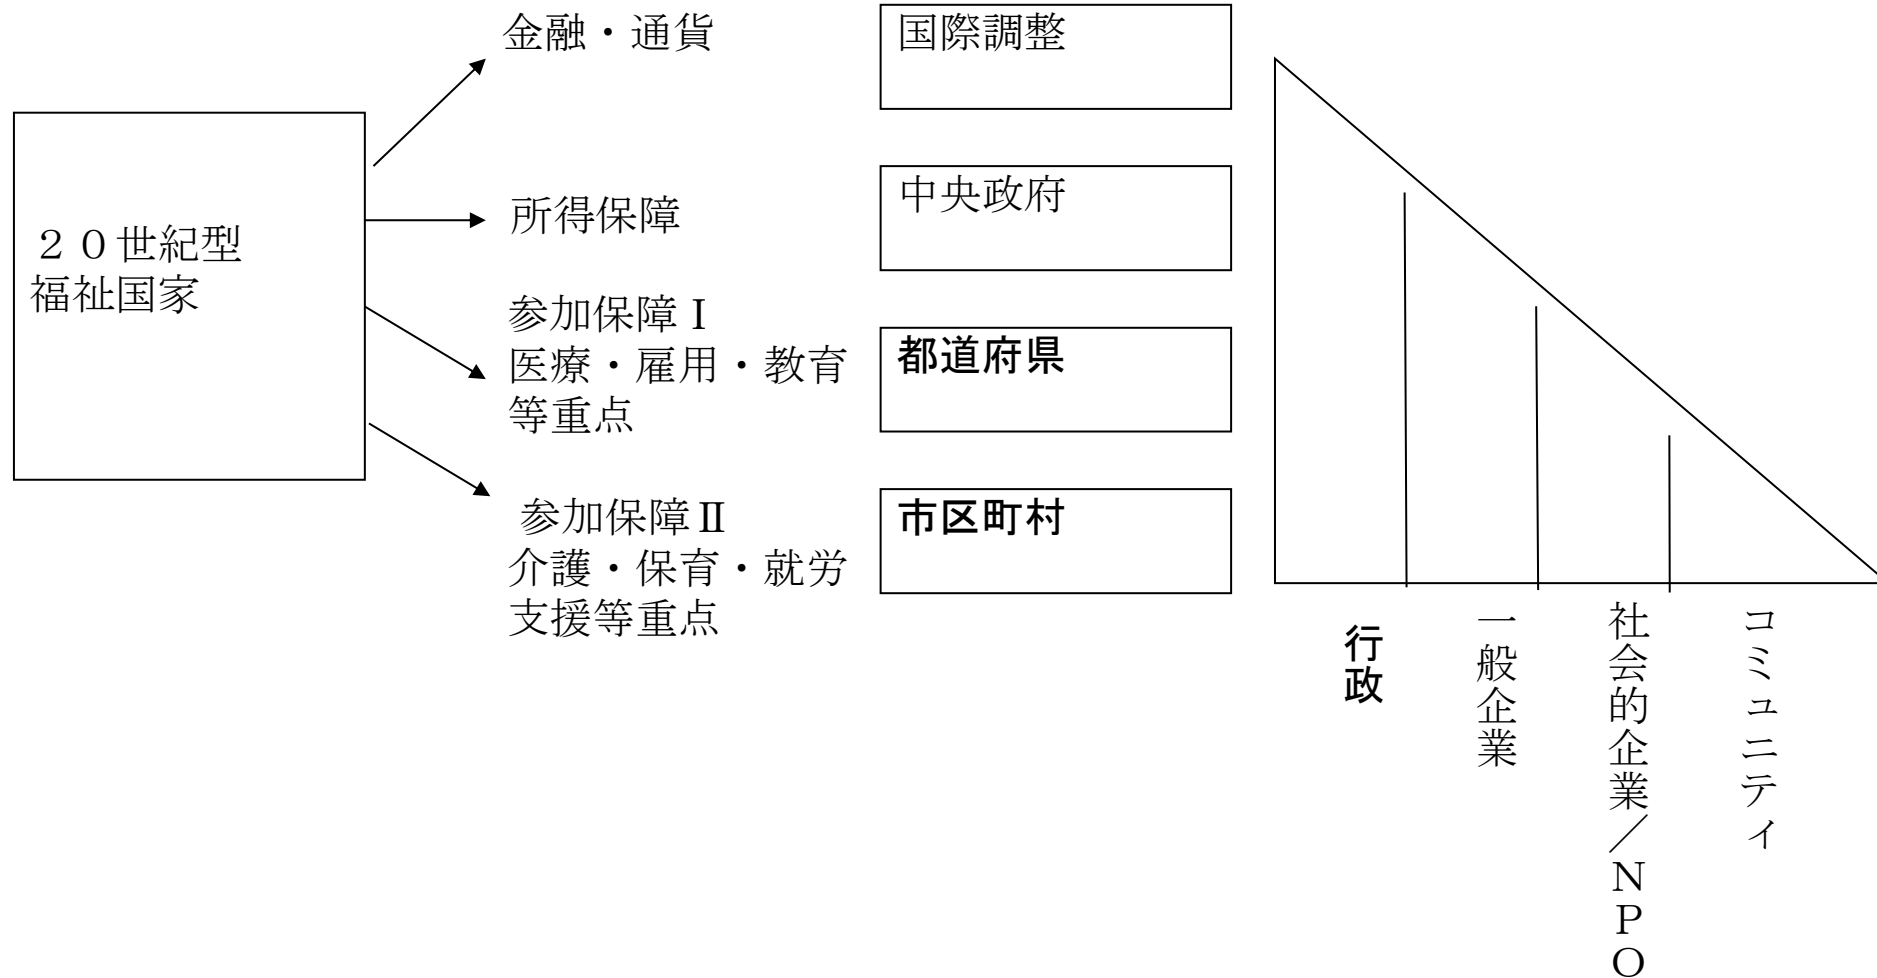 金融・通貨
国際調整
２０世紀型
福祉国家
所得保障
中央政府
参加保障Ⅰ
医療・雇用・教育
等重点
都道府県
参加保障Ⅱ
介護・保育・就労
支援等重点
市区町村
行政
一般企業
社会的企業／ＮＰＯ
コミュニティ